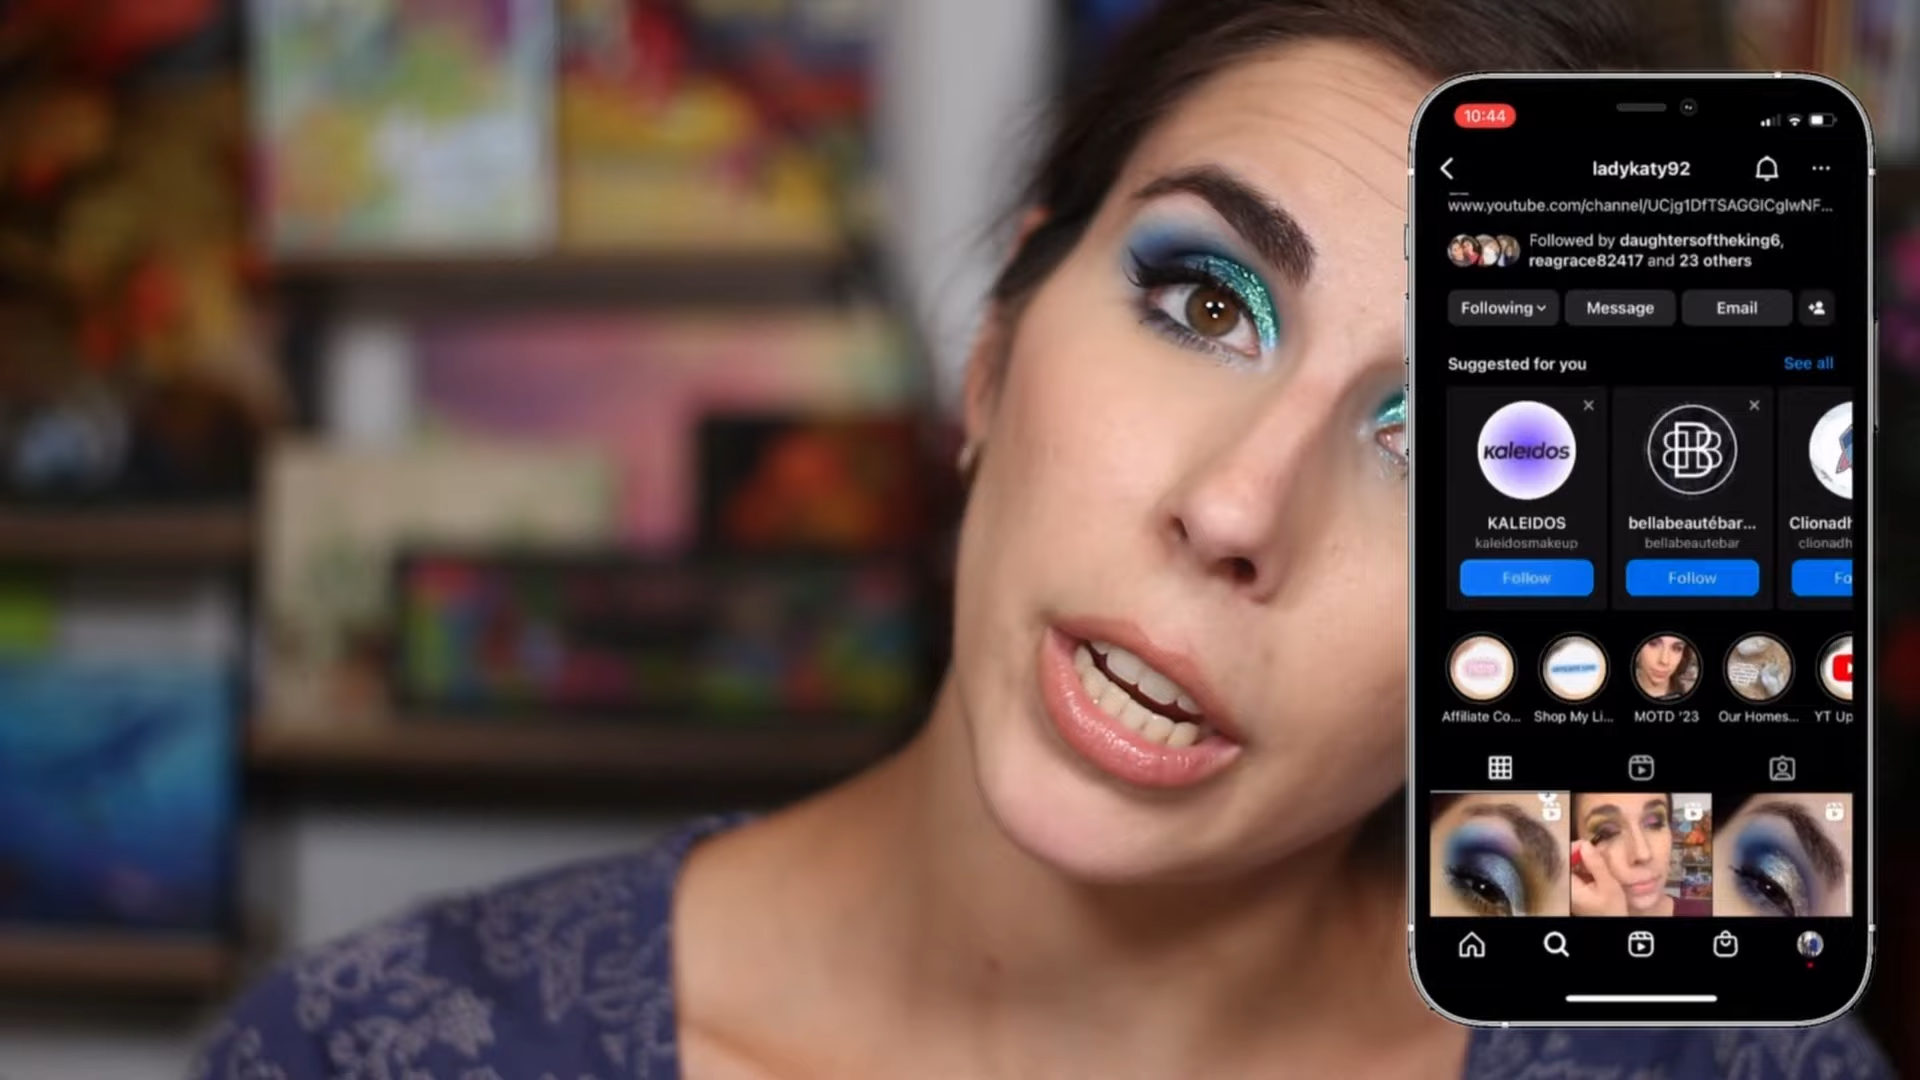 10:44
ladykaty92
www.youtube.com/channel/UCjg1DfTSAGGICglwNF...
Followed by daughtersoftheking6,
reagrace82417 and 23 others
Following
Message
Email
Suggested for you
See all
Kaleidos
KALEIDOS
kaleidosmakeup
Follow
bellabeautébar...
bellabeautebar
Follow
Clionadh
clionadh
Fo
Affiliate Co...
Shop My Li...
MOTD '23
Our Homes...
YT Up